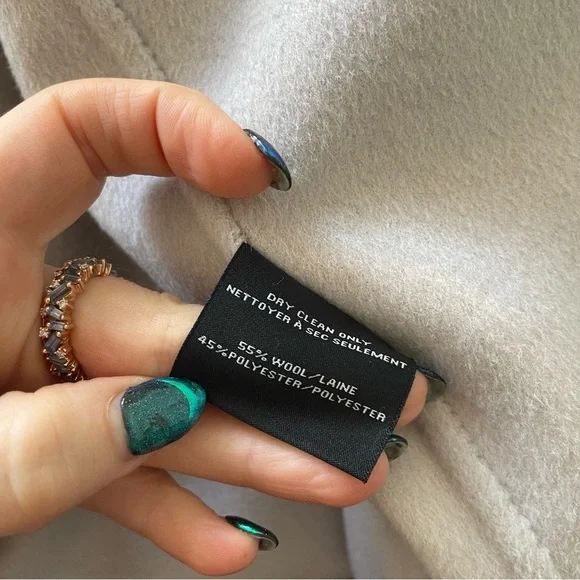 DRY CLEAN ONLY
NETTOYER À SEC SEULEMENT
55% WOOL/LAINE
45%POLYESTER/POLYESTER